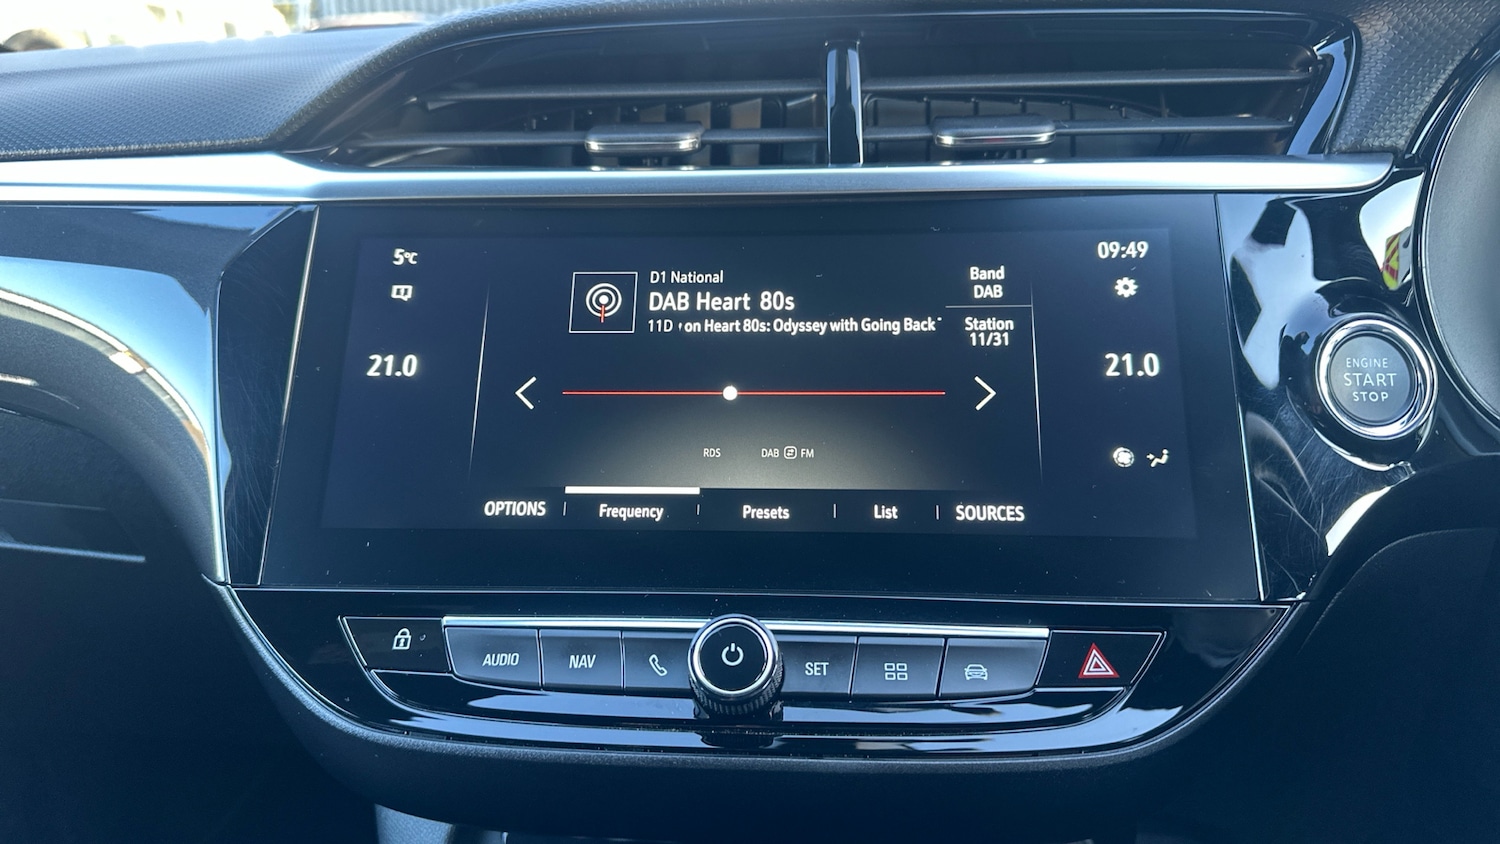 5°C
09:49
D1 National
DAB Heart 80s
11D on Heart 80s: Odyssey with Going Back
Band
DAB
Station
11/31
21.0
21.0
RDS
DAB
FM
OPTIONS
Frequency
Presets
List
SOURCES
ENGINE
START
STOP
AUDIO
NAV
SET